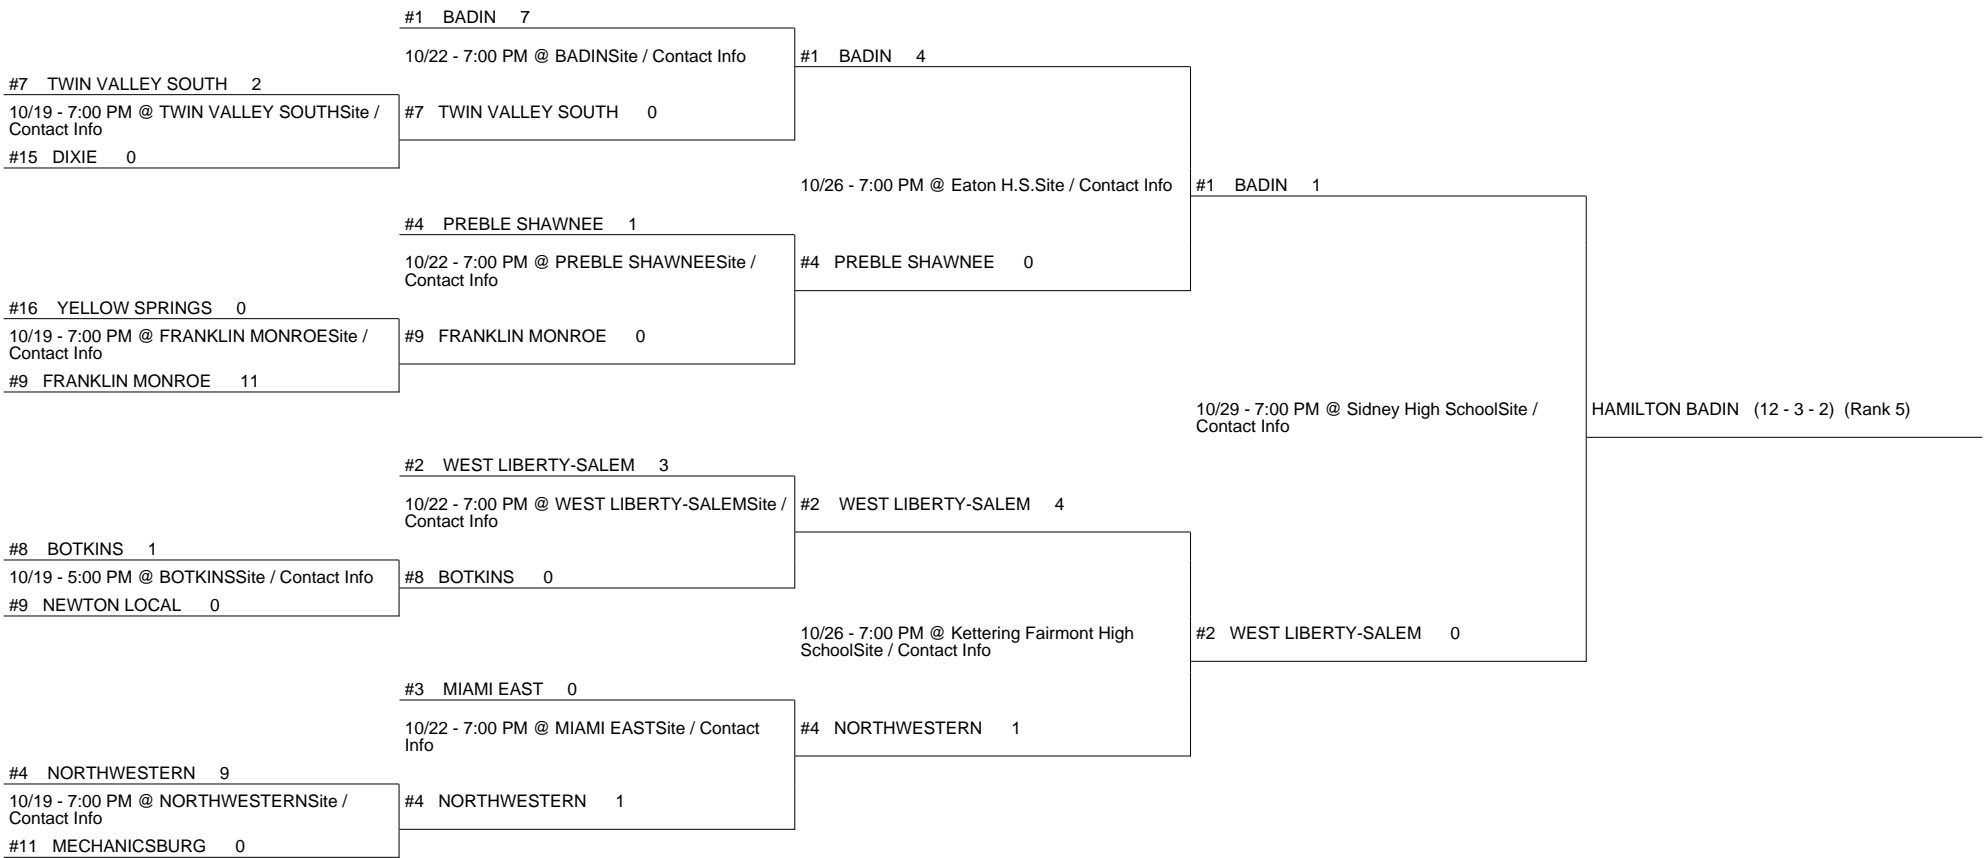 #1 BADIN 7
10/22 - 7:00 PM @ BADINSite / Contact Info
#1 BADIN 4
#7 TWIN VALLEY SOUTH 2
10/19 - 7:00 PM @ TWIN VALLEY SOUTHSite /
Contact Info
#7 TWIN VALLEY SOUTH 0
#15 DIXIE 0
10/26 - 7:00 PM @ Eaton H.S.Site / Contact Info
#1 BADIN 1
#4 PREBLE SHAWNEE 1
10/22 - 7:00 PM @ PREBLE SHAWNEESite /
Contact Info
#4 PREBLE SHAWNEE 0
#16 YELLOW SPRINGS 0
10/19 - 7:00 PM @ FRANKLIN MONROESite /
Contact Info
#9 FRANKLIN MONROE 0
#9 FRANKLIN MONROE 11
10/29 - 7:00 PM @ Sidney High SchoolSite /
Contact Info
HAMILTON BADIN (12 - 3 - 2) (Rank 5)
#2 WEST LIBERTY-SALEM 3
10/22 - 7:00 PM @ WEST LIBERTY-SALEMSite /
Contact Info
#2 WEST LIBERTY-SALEM 4
#8 BOTKINS 1
10/19 - 5:00 PM @ BOTKINSSite / Contact Info
#8 BOTKINS 0
#9 NEWTON LOCAL 0
10/26 - 7:00 PM @ Kettering Fairmont High
SchoolSite / Contact Info
#2 WEST LIBERTY-SALEM 0
#3 MIAMI EAST 0
10/22 - 7:00 PM @ MIAMI EASTSite / Contact
Info
#4 NORTHWESTERN 1
#4 NORTHWESTERN 9
10/19 - 7:00 PM @ NORTHWESTERNSite /
Contact Info
#4 NORTHWESTERN 1
#11 MECHANICSBURG 0